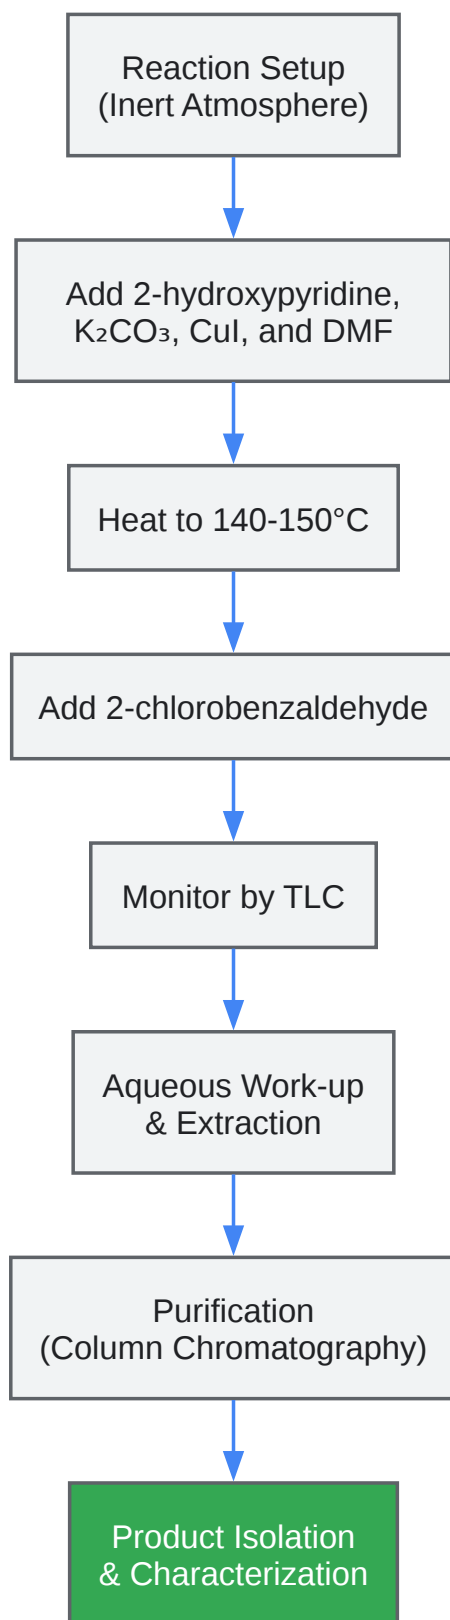 Reaction Setup
(Inert Atmosphere)
Add 2-hydroxypyridine,
K₂CO₃, CuI, and DMF
Heat to 140-150°C
Add 2-chlorobenzaldehyde
Monitor by TLC
Aqueous Work-up
& Extraction
Purification
(Column Chromatography)
Product Isolation
& Characterization